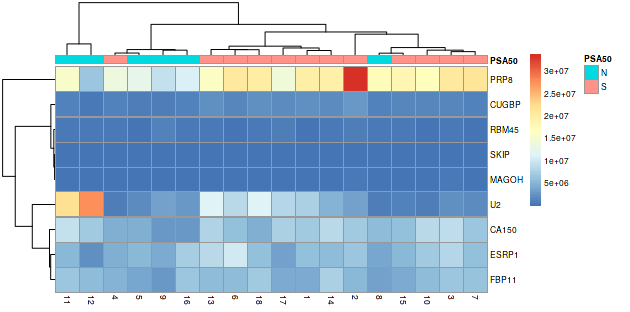 PSA50
PSA50
N
S
PRP8
CUGBP
RBM45
SKIP
MAGOH
U2
CA150
ESRP1
FBP11
3e+07
2.5e+07
2e+07
1.5e+07
1e+07
5e+06
11 12 4 5 9 16 13 6 18 17 1 14 2 8 15 10 3 7